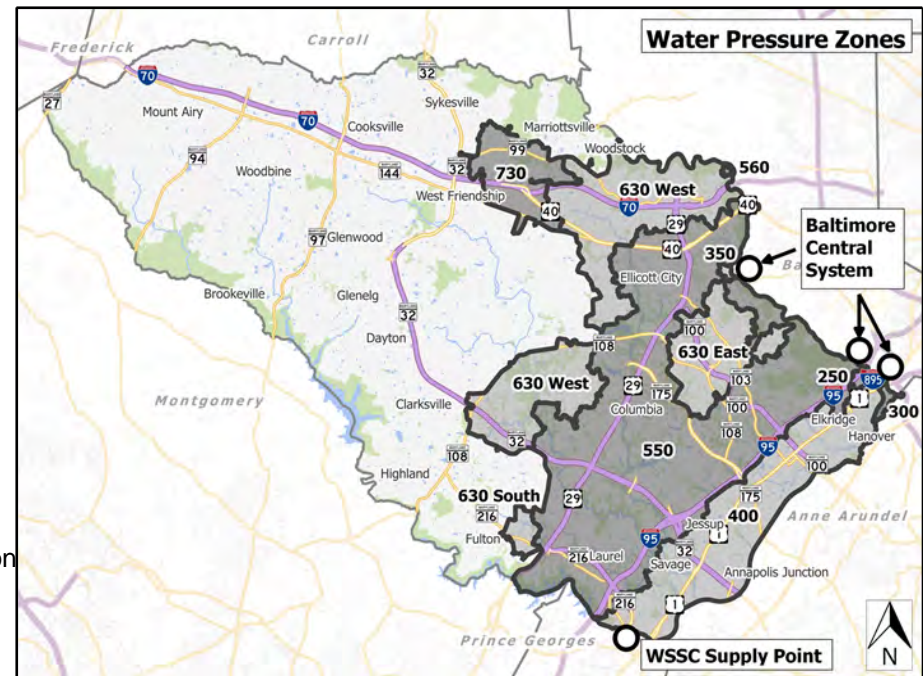 Water Pressure Zones
Frederick
Carroll
70
32
27
Mount Airy
Sykesville
70
Cooksville
Marriottsville
94
99
Woodstock
144
32
730
560
Woodbine
West Friendship
630 West
70
40
29
40
Baltimore
Central
System
97
Glenwood
40
350
Ba
Ellicott City
Glenelg
Brookeville
32
100
Dayton
108
630 East
630 West
29
103
250
895
175
95
1
Montgomery
Clarksville
Columbia
100
Elkridge
300
32
108
Hanover
108
550
95
100
Highland
630 South
29
175
216
400
Anne Arundel
Jessup
on
Fulton
95
1
216
Laurel
32
Savage
Annapolis Junction
216
1
Prince Georges
WSSC Supply Point
N